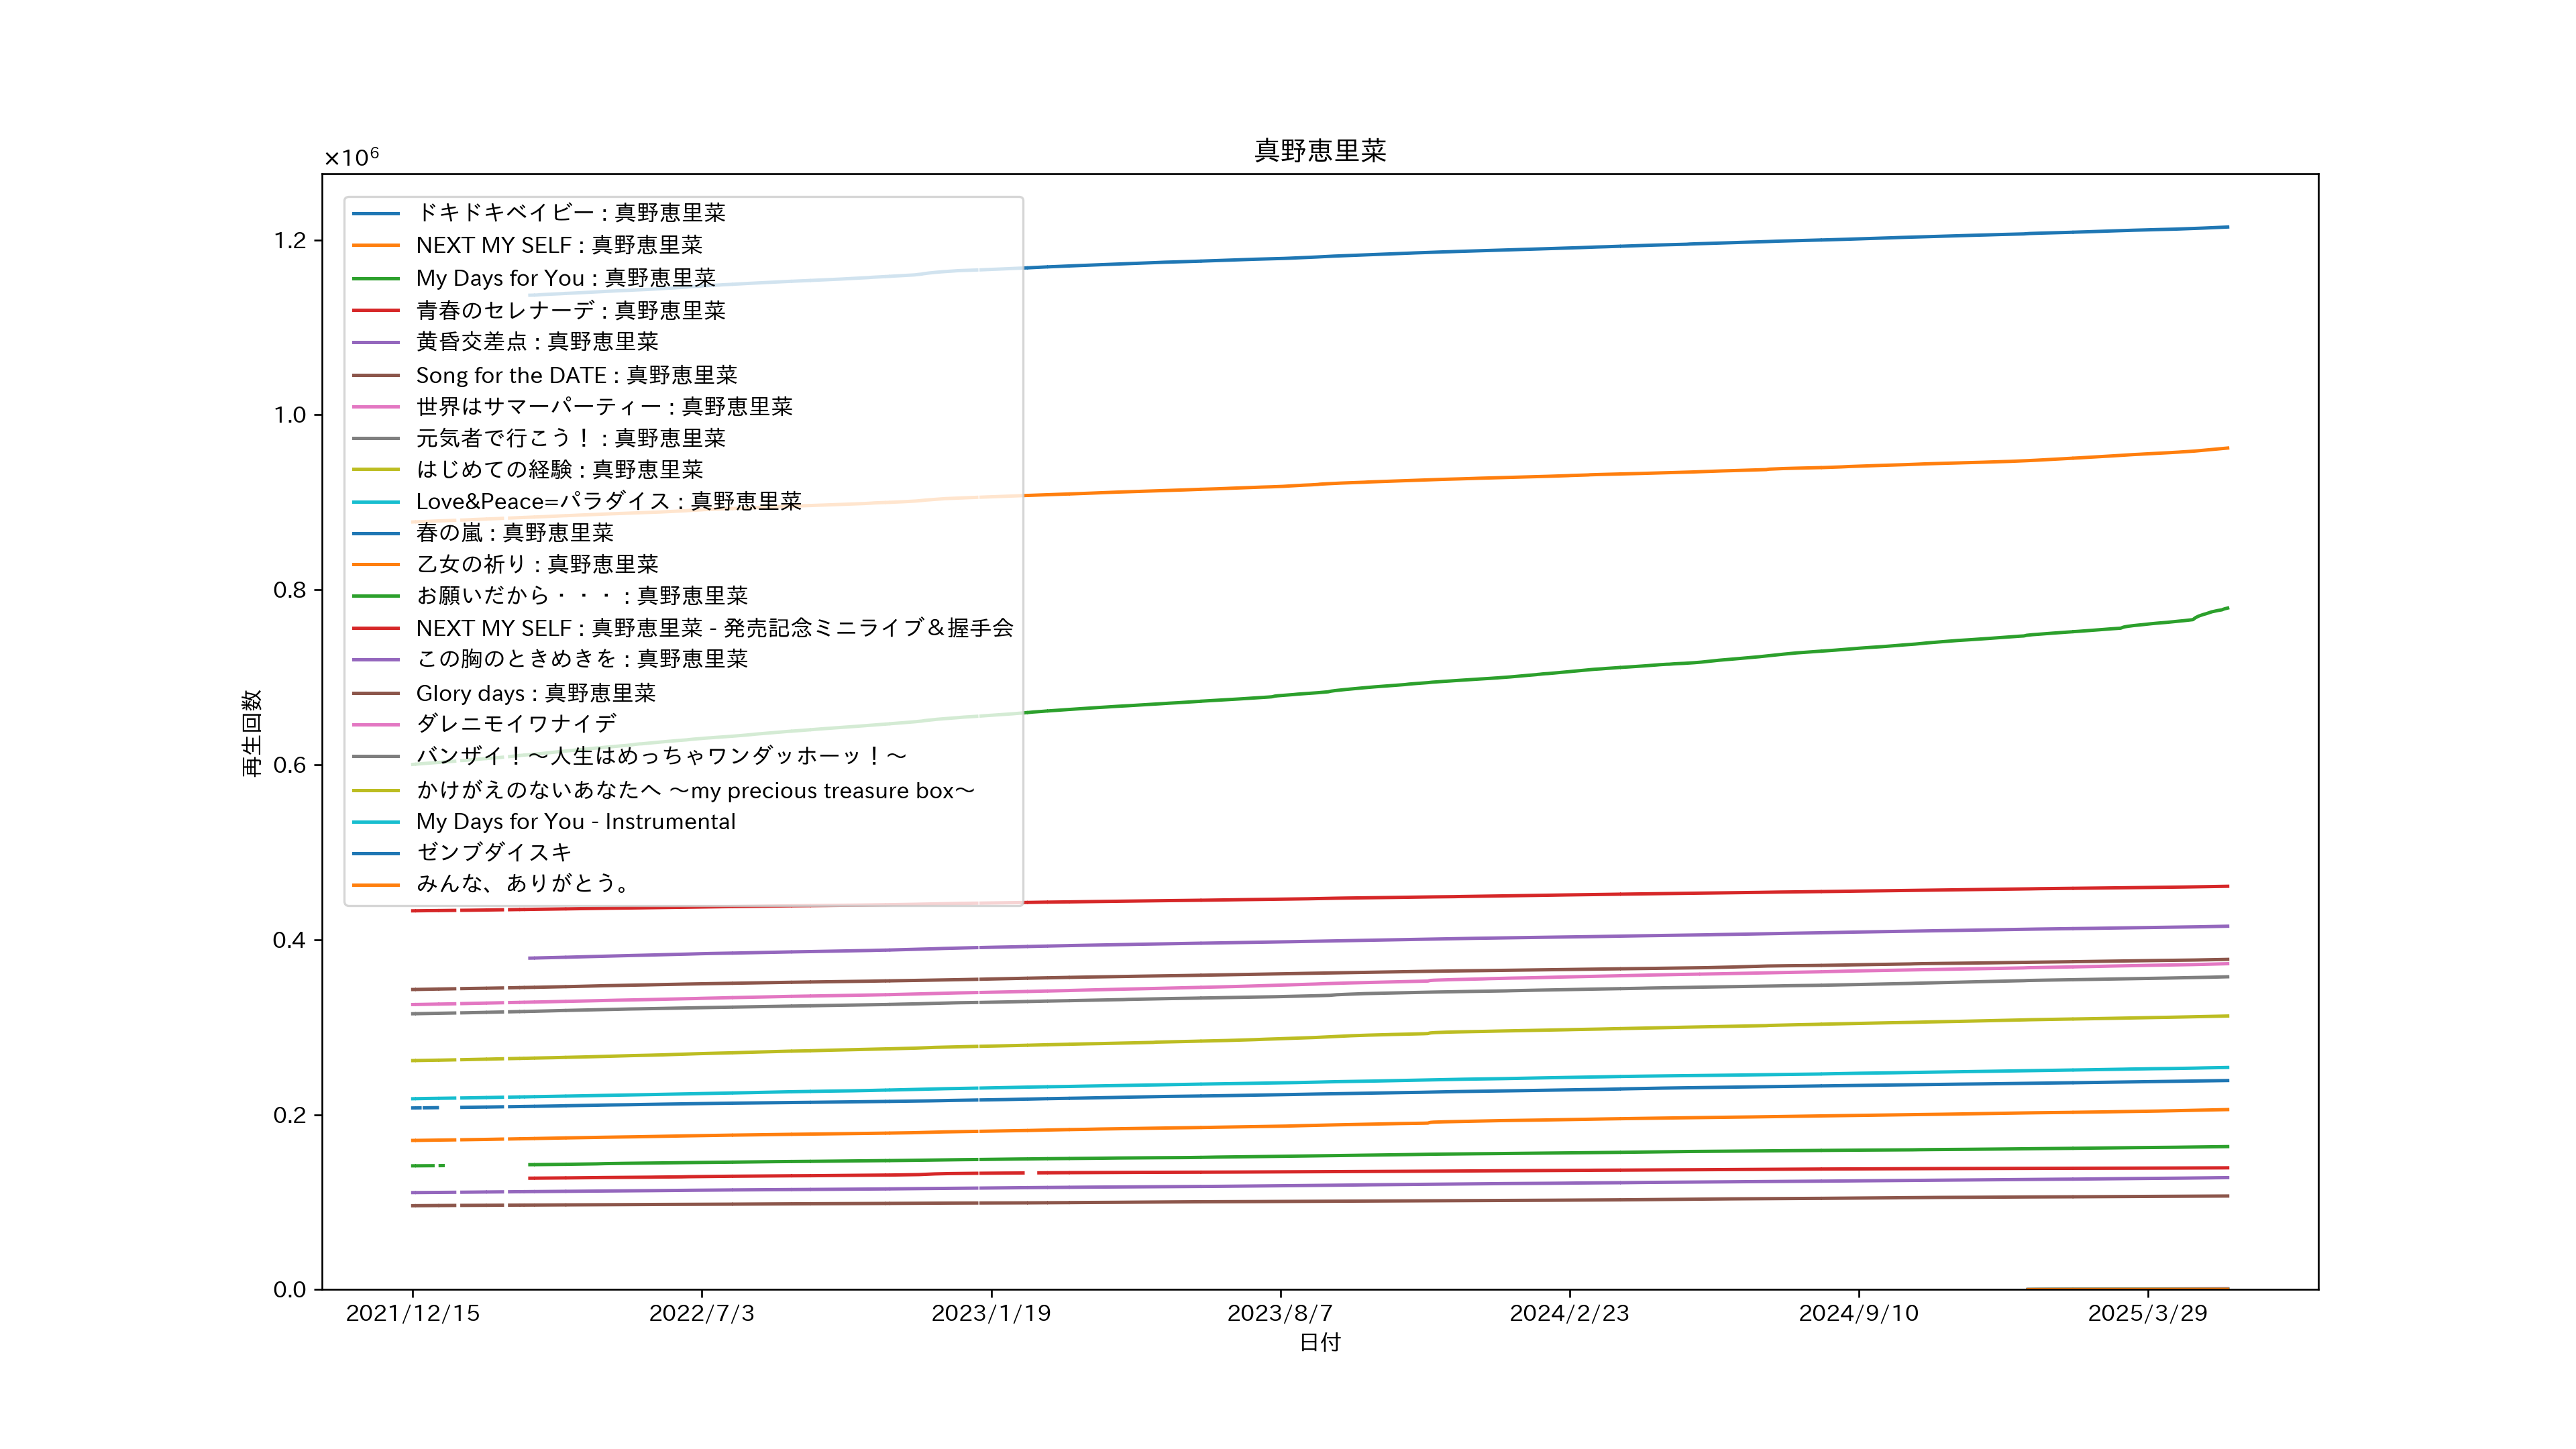 真野恵里菜
×10⁶
ドキドキベイビー : 真野恵里菜
NEXT MY SELF : 真野恵里菜
My Days for You : 真野恵里菜
青春のセレナーデ : 真野恵里菜
黄昏交差点 : 真野恵里菜
Song for the DATE : 真野恵里菜
世界はサマーパーティー : 真野恵里菜
元気者で行こう！ : 真野恵里菜
はじめての経験 : 真野恵里菜
Love&Peace=パラダイス : 真野恵里菜
春の嵐 : 真野恵里菜
乙女の祈り : 真野恵里菜
お願いだから・・・ : 真野恵里菜
NEXT MY SELF : 真野恵里菜 - 発売記念ミニライブ＆握手会
この胸のときめきを : 真野恵里菜
Glory days : 真野恵里菜
ダレニモイワナイデ
バンザイ！～人生はめっちゃワンダッホーッ！～
かけがえのないあなたへ ～my precious treasure box～
My Days for You - Instrumental
ゼンブダイスキ
みんな、ありがとう。
1.2
1.0
0.8
0.6
0.4
0.2
0.0
再生回数
2021/12/15
2022/7/3
2023/1/19
2023/8/7
2024/2/23
2024/9/10
2025/3/29
日付